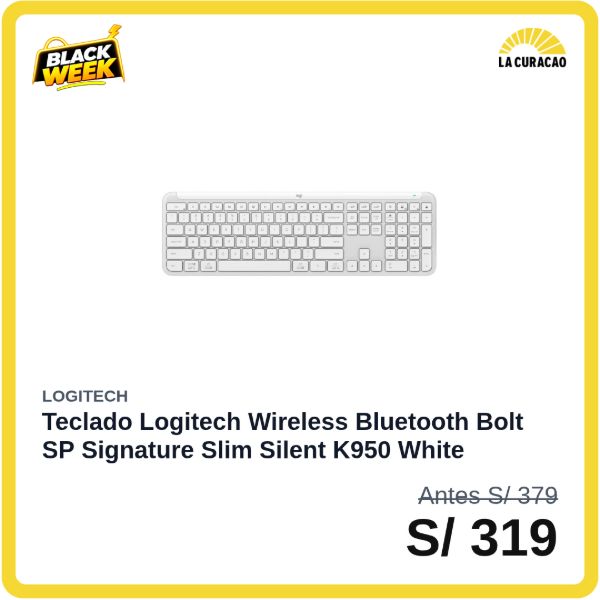 BLACK
WEEK
LA CURACAO
LOGITECH
Teclado Logitech Wireless Bluetooth Bolt
SP Signature Slim Silent K950 White
Antes S/ 379
S/ 319